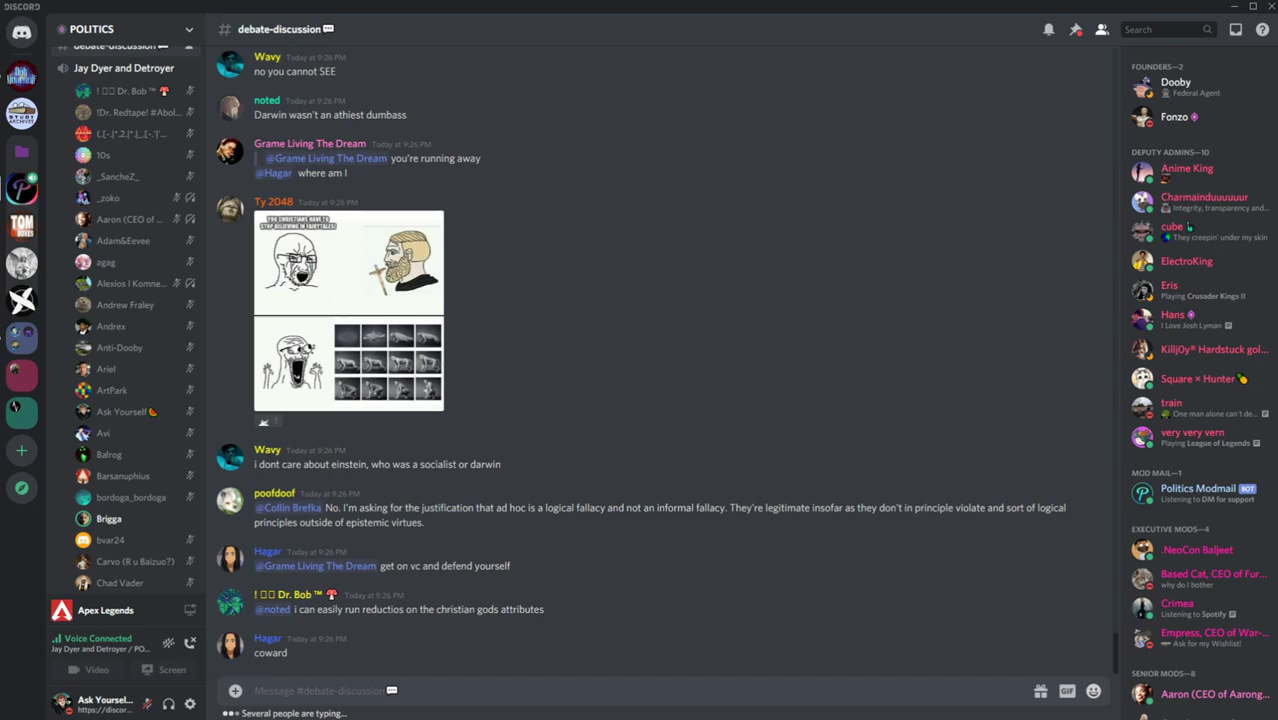 DISCORD
POLITICS
debate-discussion
Jay Dyer and Detroyer
! Dr. Bob ™
!Dr. Redtape! #Abol...
10s
_SancheZ_
_zoko
Aaron (CEO of ...
Adam&Eevee
agag
Alexios I Komne...
Andrew Fraley
Andrex
Anti-Dooby
Ariel
ArtPark
Ask Yourself
Avi
Balrog
Barsanuphius
bordoga_bordoga
Brigga
bvar24
Carvo (R u Baizuo?)
Chad Vader
Apex Legends
Voice Connected
Jay Dyer and Detroyer / PO...
Video
Screen
Ask Yoursel...
https://discor...
debate-discussion
Search
Wavy Today at 9:26 PM
no you cannot SEE
noted Today at 9:26 PM
Darwin wasn't an athiest dumbass
Grame Living The Dream Today at 9:26 PM
@Grame Living The Dream you're running away
@Hagar where am I
Ty 2048 Today at 9:26 PM
YOU CHRISTIANS HAVE TO
STOP BELIEVING IN FAIRYTALES!
1
Wavy Today at 9:26 PM
i dont care about einstein, who was a socialist or darwin
poofdoof Today at 9:26 PM
@Collin Brefka No. I'm asking for the justification that ad hoc is a logical fallacy and not an informal fallacy. They're legitimate insofar as they don't in principle violate and sort of logical
principles outside of epistemic virtues.
Hagar Today at 9:26 PM
@Grame Living The Dream get on vc and defend yourself
! Dr. Bob ™ Today at 9:26 PM
@noted i can easily run reductios on the christian gods attributes
Hagar Today at 9:26 PM
coward
Message #debate-discussion
GIF
Several people are typing...
FOUNDERS—2
Dooby
Federal Agent
Fonzo
DEPUTY ADMINS—10
Anime King
Charmainduuuuuur
Integrity, transparency and...
cube
They creepin' under my skin
ElectroKing
Eris
Playing Crusader Kings II
Hans
I Love Josh Lyman
Killj0y® Hardstuck gol...
Square × Hunter
train
One man alone can't de...
very very vern
Playing League of Legends
MOD MAIL—1
Politics Modmail BOT
Listening to DM for support
EXECUTIVE MODS—4
.NeoCon Baljeet
Based Cat, CEO of Fur...
why do I bother
Crimea
Listening to Spotify
Empress, CEO of War-...
Ask for my Wishlist!
SENIOR MODS—8
Aaron (CEO of Aarong...